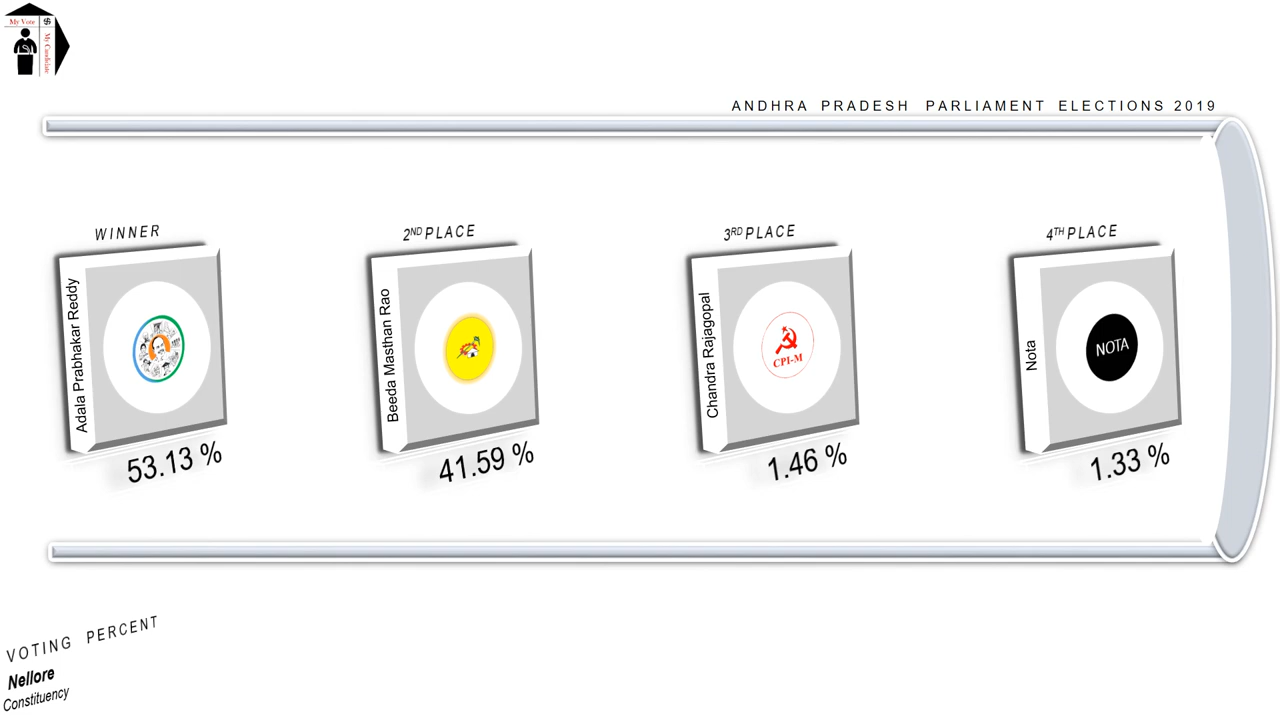 My Vote
My Candidate
ANDHRA PRADESH PARLIAMENT ELECTIONS 2019
WINNER
Adala Prabhakar Reddy
53.13 %
2ND PLACE
Beeda Masthan Rao
41.59 %
3RD PLACE
Chandra Rajagopal
CPI-M
1.46 %
4TH PLACE
Nota
NOTA
1.33 %
VOTING PERCENT
Nellore
Constituency